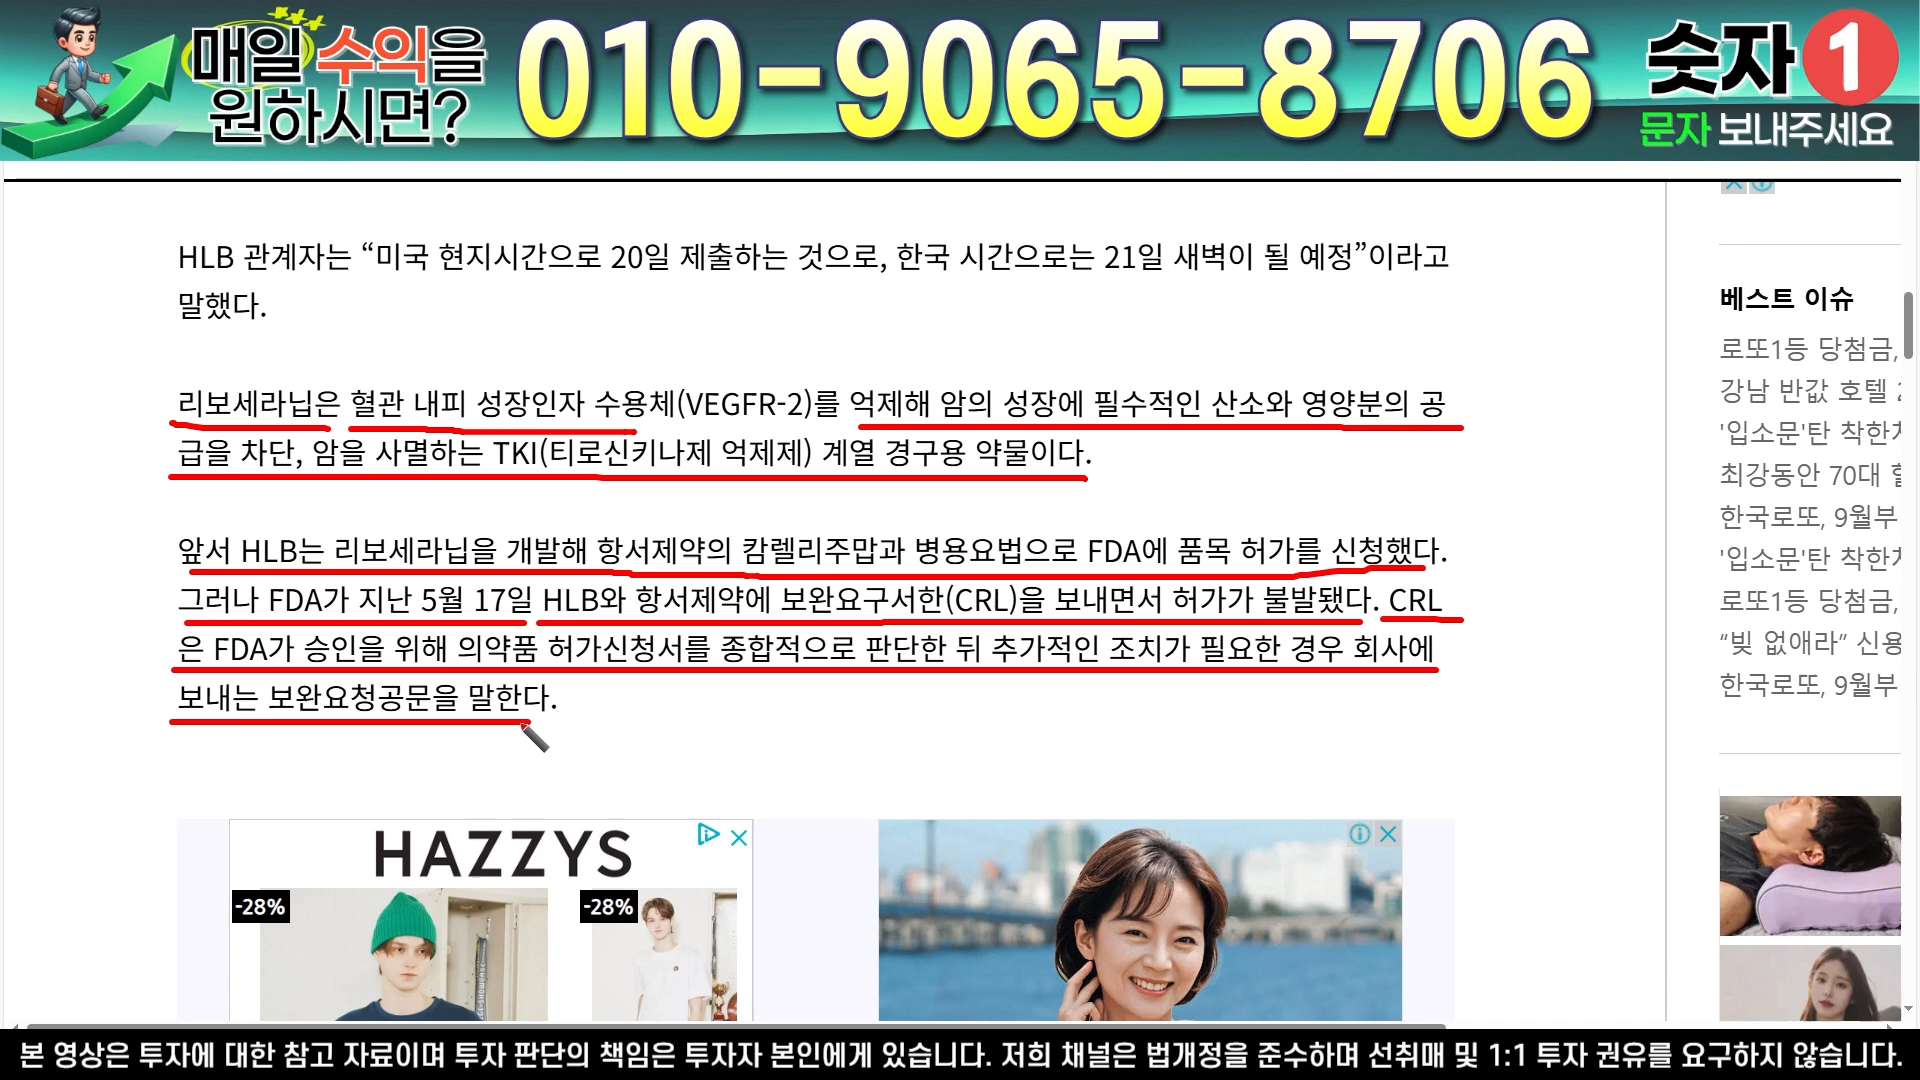 매일 수익을
원하시면?
010-9065-8706
숫자 1
문자 보내주세요
HLB 관계자는 “미국 현지시간으로 20일 제출하는 것으로, 한국 시간으로는 21일 새벽이 될 예정”이라고
말했다.
리보세라닙은 혈관 내피 성장인자 수용체(VEGFR-2)를 억제해 암의 성장에 필수적인 산소와 영양분의 공
급을 차단, 암을 사멸하는 TKI(티로신키나제 억제제) 계열 경구용 약물이다.
앞서 HLB는 리보세라닙을 개발해 항서제약의 캄렐리주맙과 병용요법으로 FDA에 품목 허가를 신청했다.
그러나 FDA가 지난 5월 17일 HLB와 항서제약에 보완요구서한(CRL)을 보내면서 허가가 불발됐다. CRL
은 FDA가 승인을 위해 의약품 허가신청서를 종합적으로 판단한 뒤 추가적인 조치가 필요한 경우 회사에
보내는 보완요청공문을 말한다.
베스트 이슈
로또1등 당첨금,
강남 반값 호텔
'입소문'탄 착한
최강동안 70대
한국로또, 9월부
'입소문'탄 착한
로또1등 당첨금,
“빚 없애라” 신용
한국로또, 9월부
HAZZYS
-28%
-28%
본 영상은 투자에 대한 참고 자료이며 투자 판단의 책임은 투자자 본인에게 있습니다. 저희 채널은 법개정을 준수하며 선취매 및 1:1 투자 권유를 요구하지 않습니다.